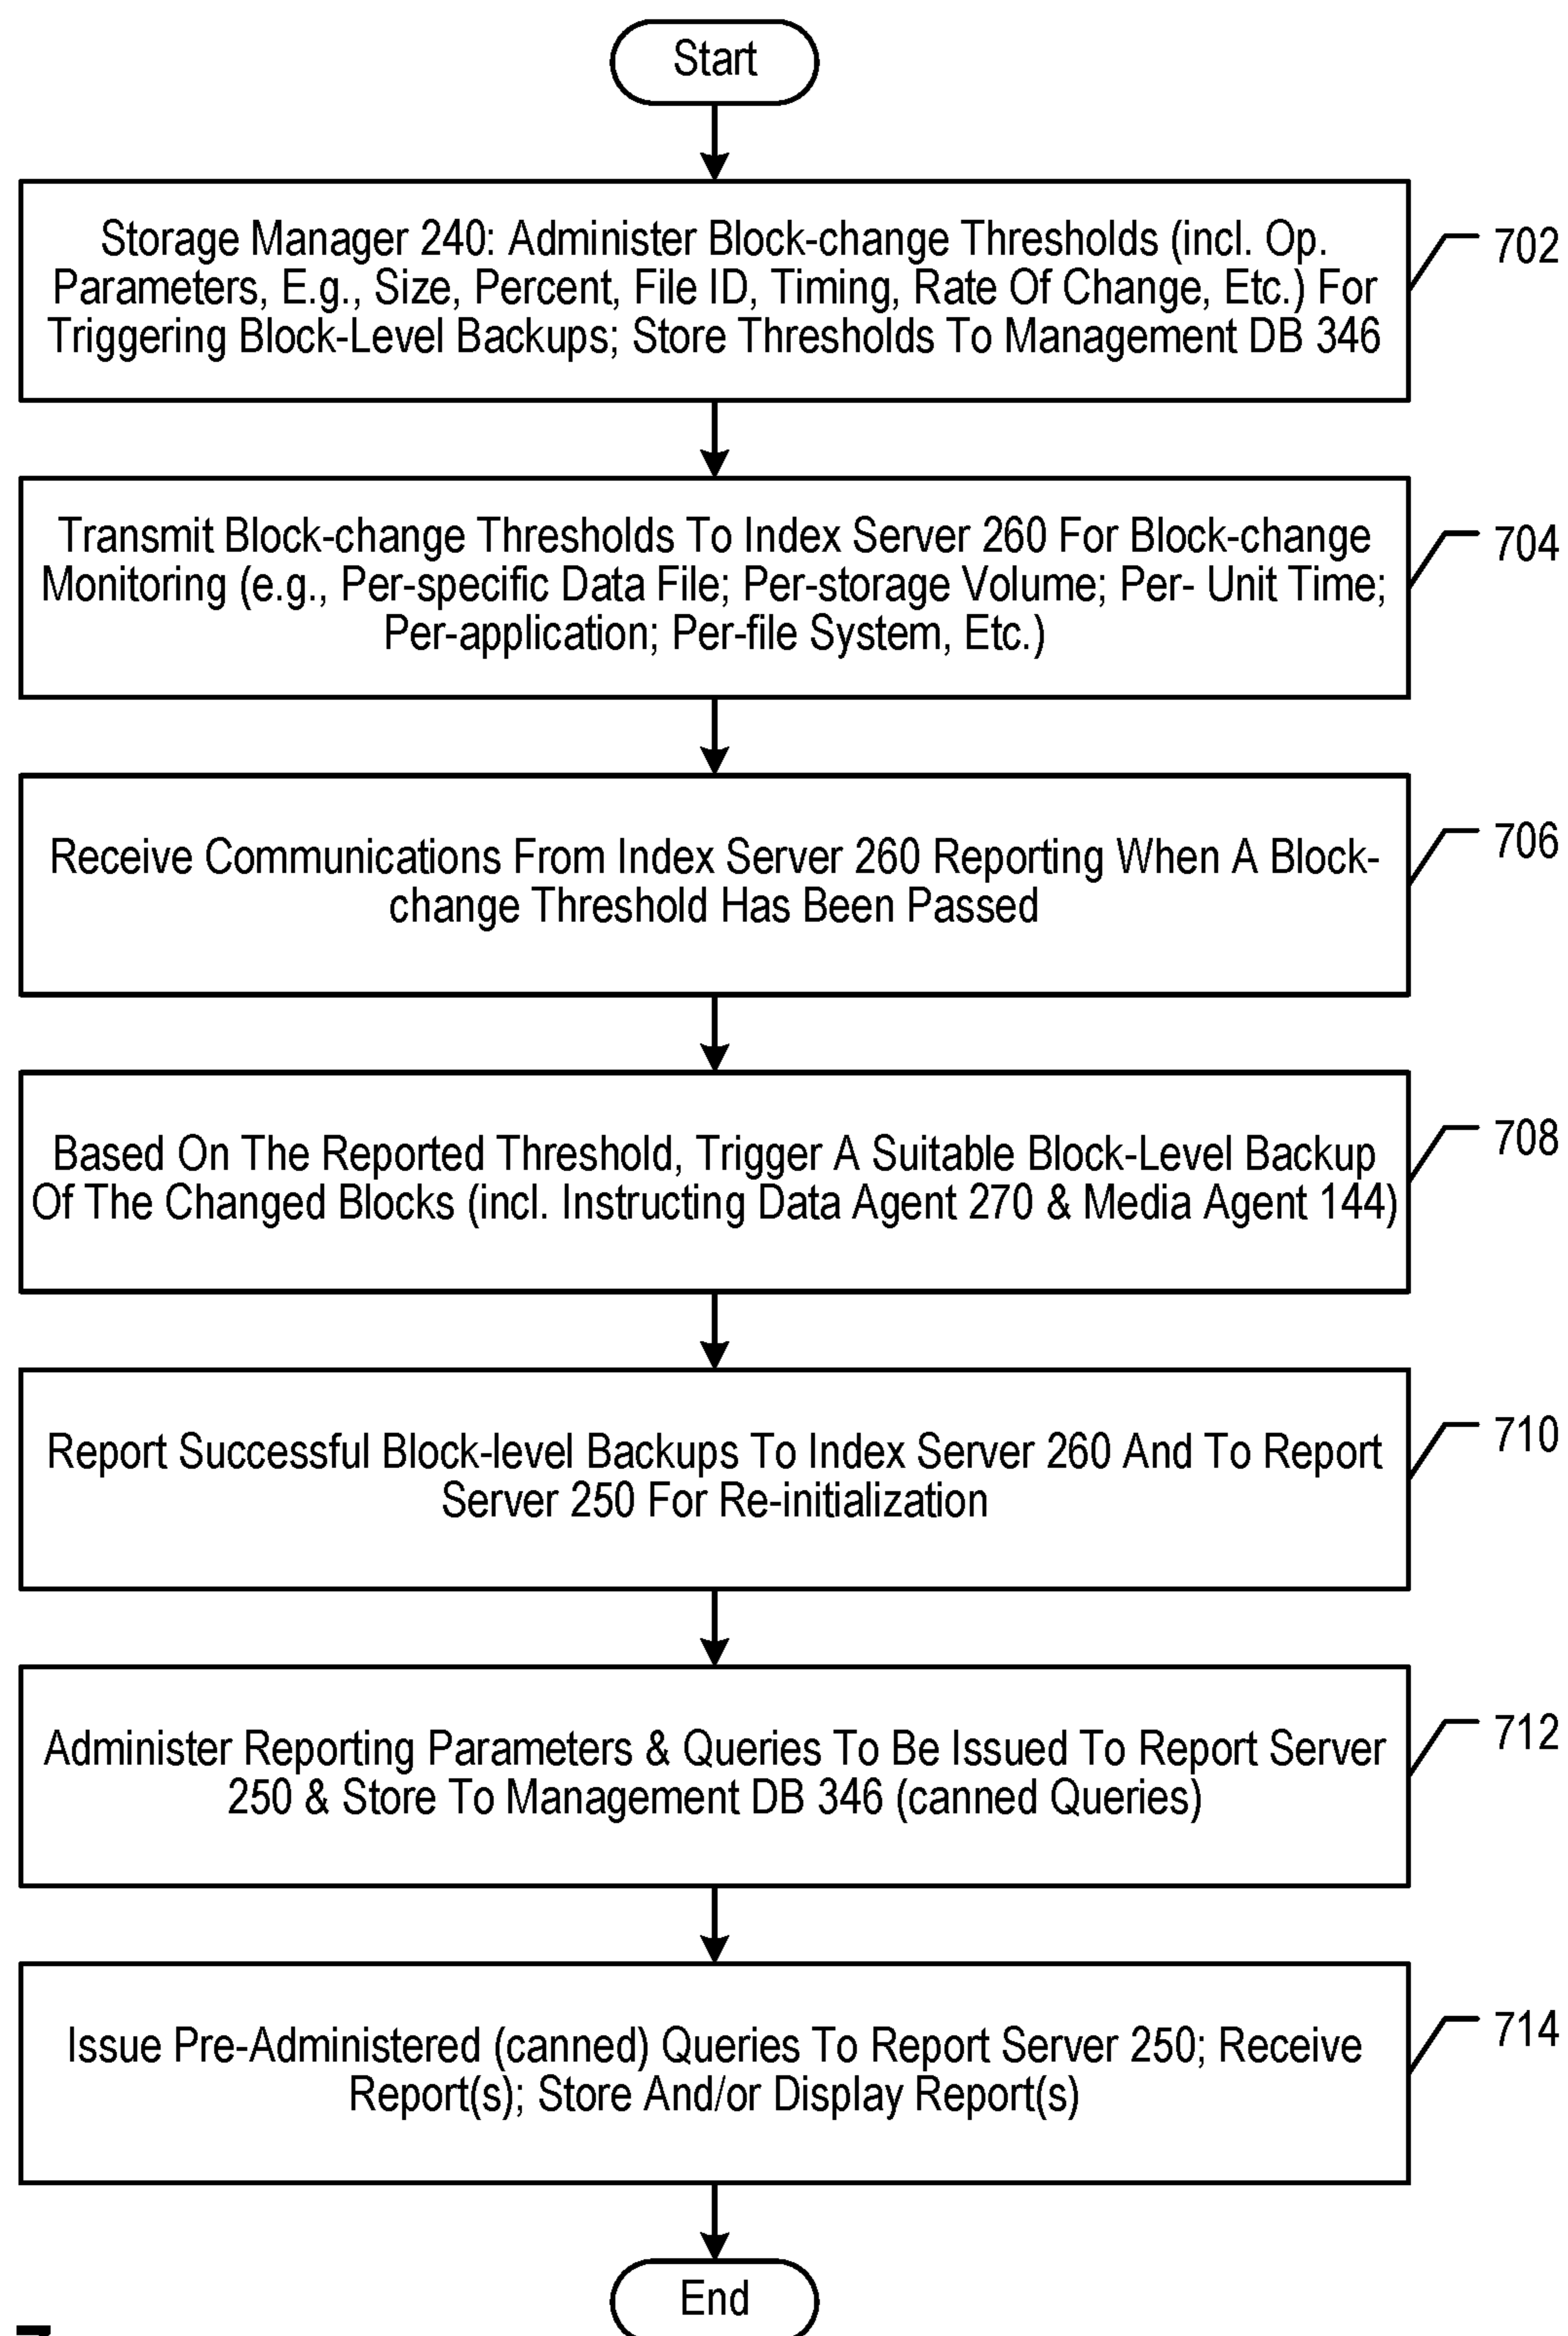 Start
Storage Manager 240: Administer Block-change Thresholds (incl. Op.
Parameters, E.g., Size, Percent, File ID, Timing, Rate Of Change, Etc.) For
Triggering Block-Level Backups; Store Thresholds To Management DB 346
702
Transmit Block-change Thresholds To Index Server 260 For Block-change
Monitoring (e.g., Per-specific Data File; Per-storage Volume; Per- Unit Time;
Per-application; Per-file System, Etc.)
704
Receive Communications From Index Server 260 Reporting When A Block-
change Threshold Has Been Passed
706
Based On The Reported Threshold, Trigger A Suitable Block-Level Backup
Of The Changed Blocks (incl. Instructing Data Agent 270 & Media Agent 144)
708
Report Successful Block-level Backups To Index Server 260 And To Report
Server 250 For Re-initialization
710
Administer Reporting Parameters & Queries To Be Issued To Report Server
250 & Store To Management DB 346 (canned Queries)
712
Issue Pre-Administered (canned) Queries To Report Server 250; Receive
Report(s); Store And/or Display Report(s)
714
End